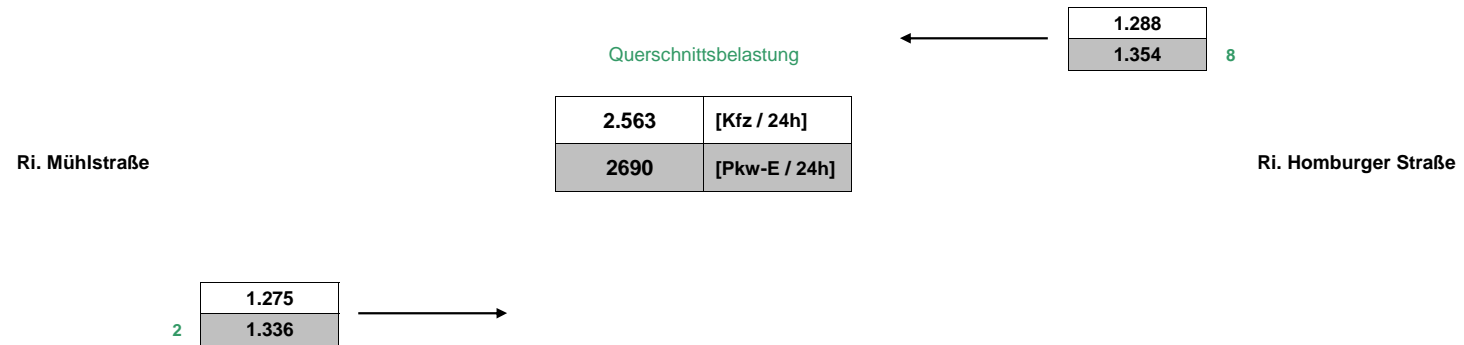 1.288
Querschnittsbelastung
1.354 8
2.563 [Kfz / 24h]
Ri. Mühlstraße
2690 [Pkw-E / 24h]
Ri. Homburger Straße
1.275
2 1.336